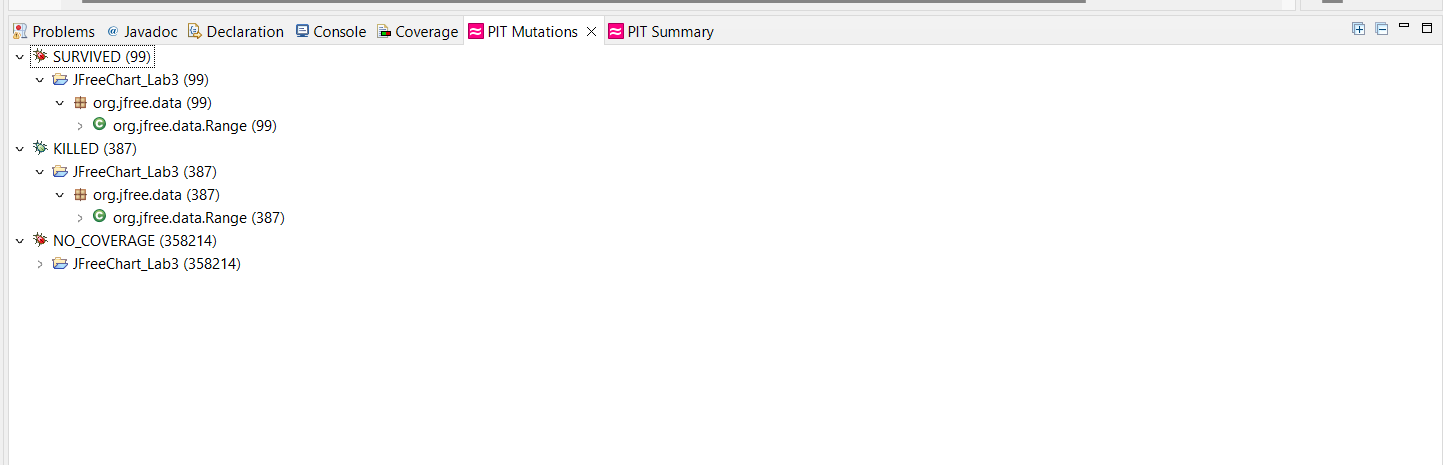 Problems @ Javadoc Declaration Console Coverage PIT Mutations PIT Summary
SURVIVED (99)
JFreeChart_Lab3 (99)
org.jfree.data (99)
org.jfree.data.Range (99)
KILLED (387)
JFreeChart_Lab3 (387)
org.jfree.data (387)
org.jfree.data.Range (387)
NO_COVERAGE (358214)
JFreeChart_Lab3 (358214)